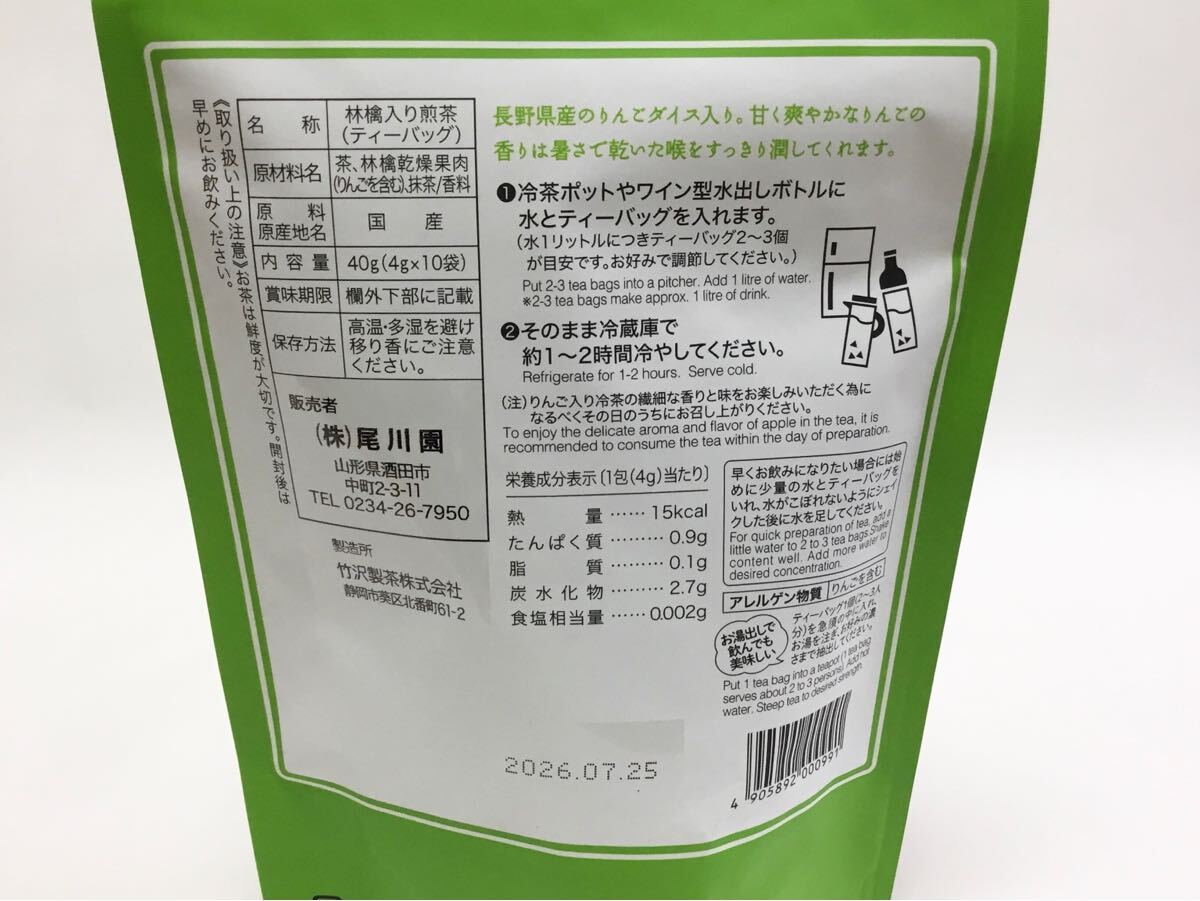 《取り扱い上の注意》お茶は鮮度が大切です。開封後は
早めにお飲みください。
名称 林檎入り煎茶
(ティーバッグ)
原材料名 茶、林檎乾燥果肉
(りんごを含む)、抹茶/香料
原料
原産地名 国産
内容量 40g(4g×10袋)
賞味期限 欄外下部に記載
保存方法 高温・多湿を避け
移り香にご注意
ください。
販売者
(株)尾川園
山形県酒田市
中町2-3-11
TEL 0234-26-7950
製造所
竹沢製茶株式会社
静岡市葵区北番町61-2
長野県産のりんごダイス入り。甘く爽やかなりんごの
香りは暑さで乾いた喉をすっきり潤してくれます。
❶冷茶ポットやワイン型水出しボトルに
水とティーバッグを入れます。
(水1リットルにつきティーバッグ2〜3個
が目安です。お好みで調節してください。)
Put 2-3 tea bags into a pitcher. Add 1 litre of water.
※2-3 tea bags make approx. 1 litre of drink.
❷そのまま冷蔵庫で
約1〜2時間冷やしてください。
Refrigerate for 1-2 hours. Serve cold.
(注)りんご入り冷茶の繊細な香りと味をお楽しみいただく為に
なるべくその日のうちにお召し上がりください。
To enjoy the delicate aroma and flavor of apple in the tea, it is
recommended to consume the tea within the day of preparation.
栄養成分表示〔1包(4g)当たり〕
熱量……15kcal
たんぱく質………0.9g
脂質………0.1g
炭水化物………2.7g
食塩相当量……0.002g
早くお飲みになりたい場合には始
めに少量の水とティーバッグを
いれ、水がこぼれないようにシェイ
クした後に水を足してください。
For quick preparation of tea, add a
little water to 2 to 3 tea bags. Shake
content well. Add more water to
desired concentration.
アレルゲン物質 りんごを含む
お湯出しで
飲んでも
美味しい
ティーバッグ1個(2〜3人
分)を急須の中に入れ、
お湯を注ぎ、お好みの濃
さまで抽出してください。
Put 1 tea bag into a teapot (1 tea bag
serves about 2 to 3 persons). Add hot
water. Steep tea to desired strength.
2026.07.25
4 905892 000991